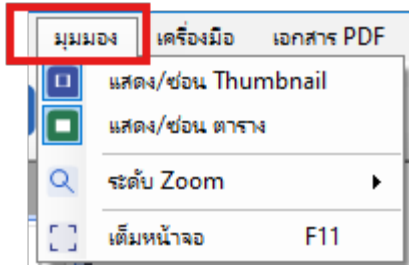 มุมมอง เครื่องมือ เอกสาร PDF
แสดง/ซ่อน Thumbnail
แสดง/ซ่อน ตาราง
ระดับ Zoom
เต็มหน้าจอ F11